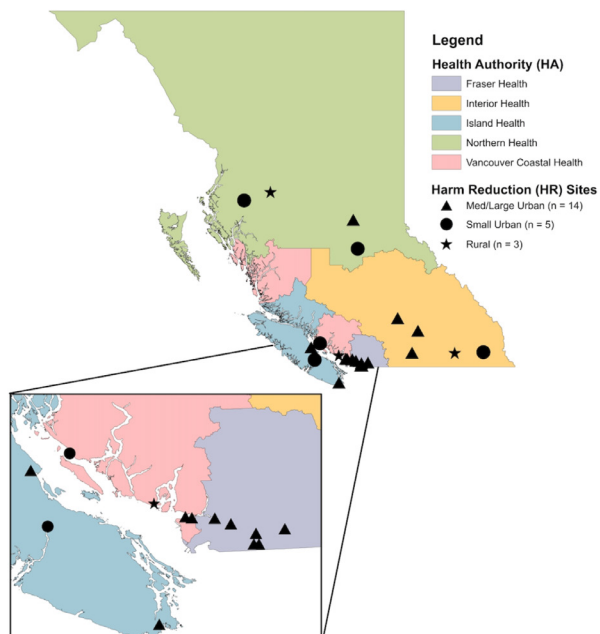 Legend
Health Authority (HA)
Fraser Health
Interior Health
Island Health
Northern Health
Vancouver Coastal Health
Harm Reduction (HR) Sites
Med/Large Urban (n = 14)
Small Urban (n = 5)
Rural (n = 3)